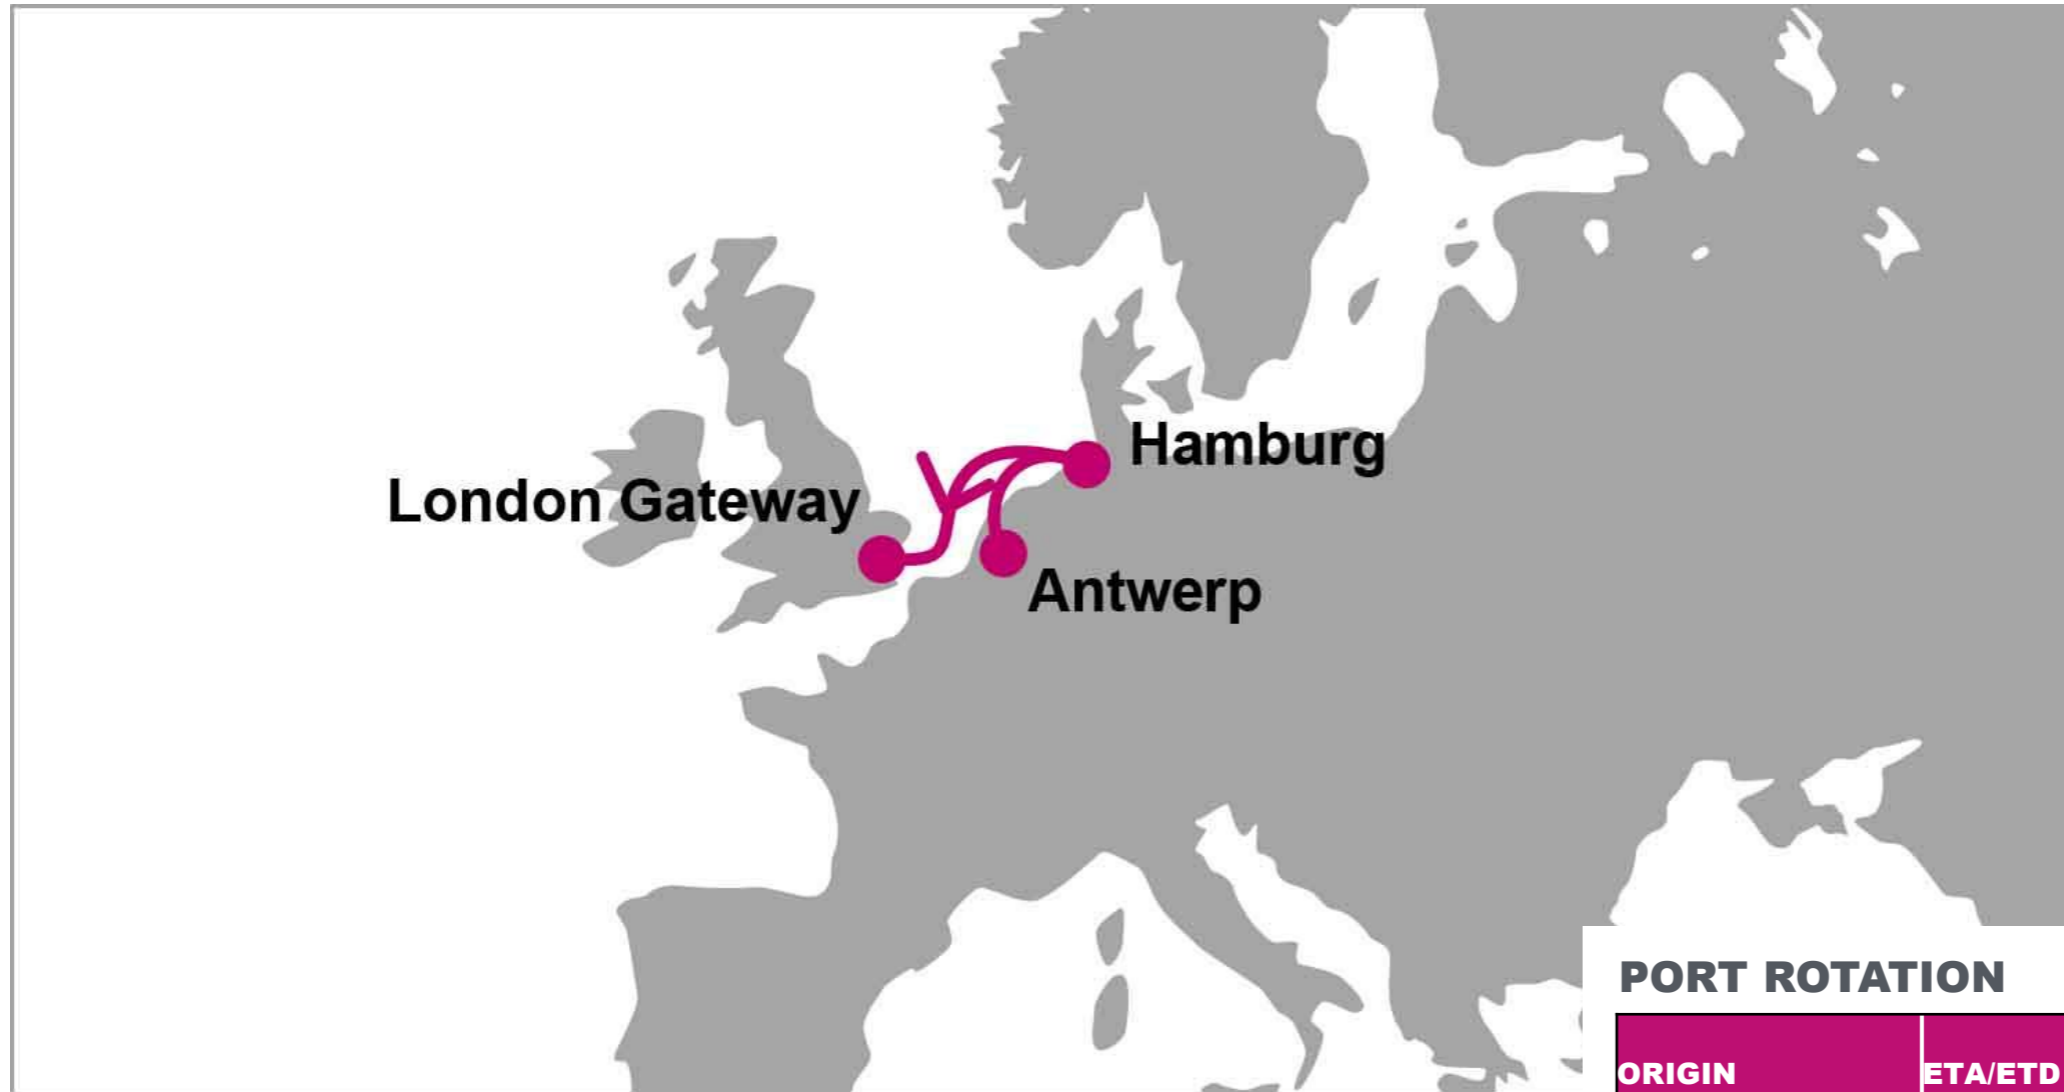 Hamburg
London Gateway
Antwerp
PORT ROTATION
ORIGIN ETA/ETD